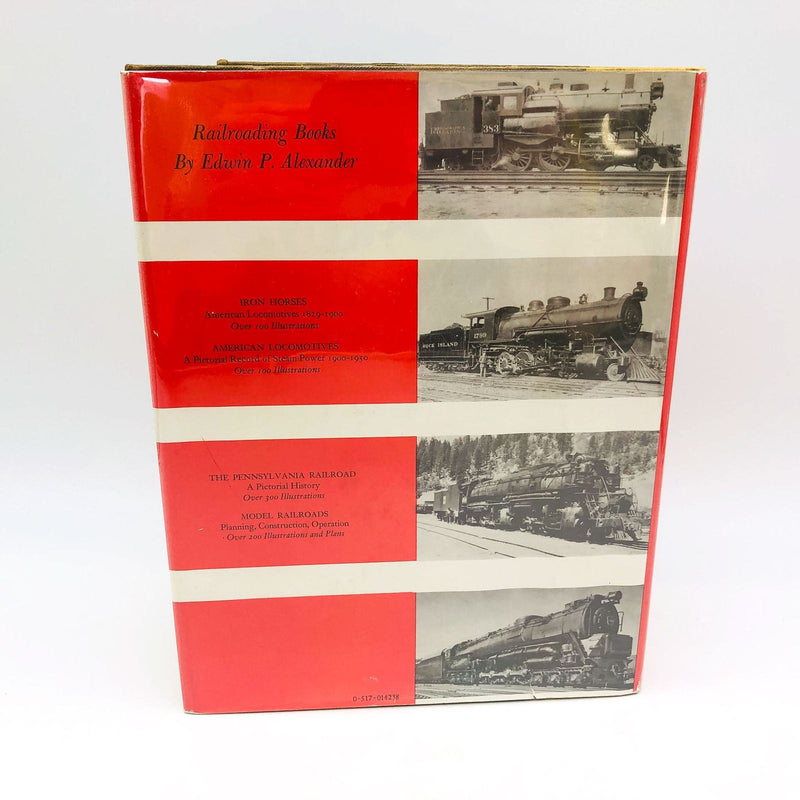 Railroading Books
By Edwin P. Alexander
383
IRON HORSES
American Locomotives 1829-1900
Over 100 Illustrations
AMERICAN LOCOMOTIVES
A Pictorial Record of Steam Power 1900-1950
Over 100 Illustrations
ROCK ISLAND
THE PENNSYLVANIA RAILROAD
A Pictorial History
Over 300 Illustrations
MODEL RAILROADS
Planning, Construction, Operation
Over 200 Illustrations and Plans
0-517-014238